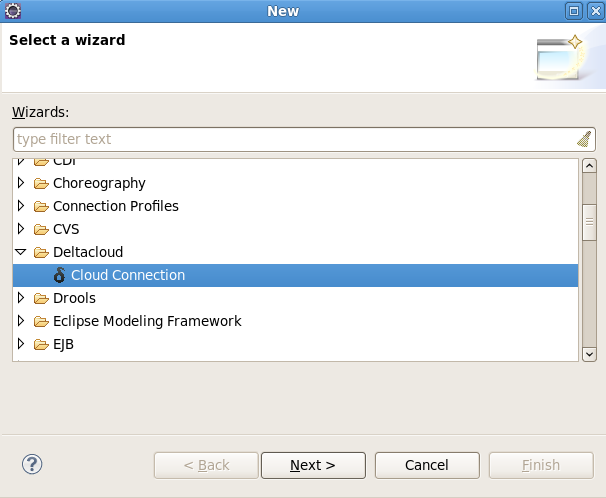 New
Select a wizard
Wizards:
type filter text
CDI
Choreography
Connection Profiles
CVS
Deltacloud
Cloud Connection
Drools
Eclipse Modeling Framework
EJB
?
< Back
Next >
Cancel
Finish